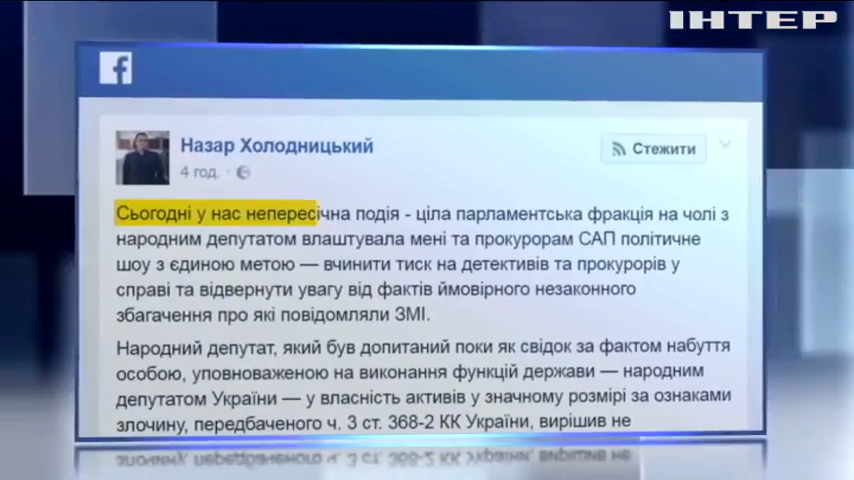 ІНТЕР
f
Назар Холодницький
Стежити
4 год.
Сьогодні у нас непересічна подія - ціла парламентська фракція на чолі з
народним депутатом влаштувала мені та прокурорам САП політичне
шоу з єдиною метою — вчинити тиск на детективів та прокурорів у
справі та відвернути увагу від фактів ймовірного незаконного
збагачення про які повідомляли ЗМІ.
Народний депутат, який був допитаний поки як свідок за фактом набуття
особою, уповноваженою на виконання функцій держави — народним
депутатом України — у власність активів у значному розмірі за ознаками
злочину, передбаченого ч. 3 ст. 368-2 КК України, вирішив не